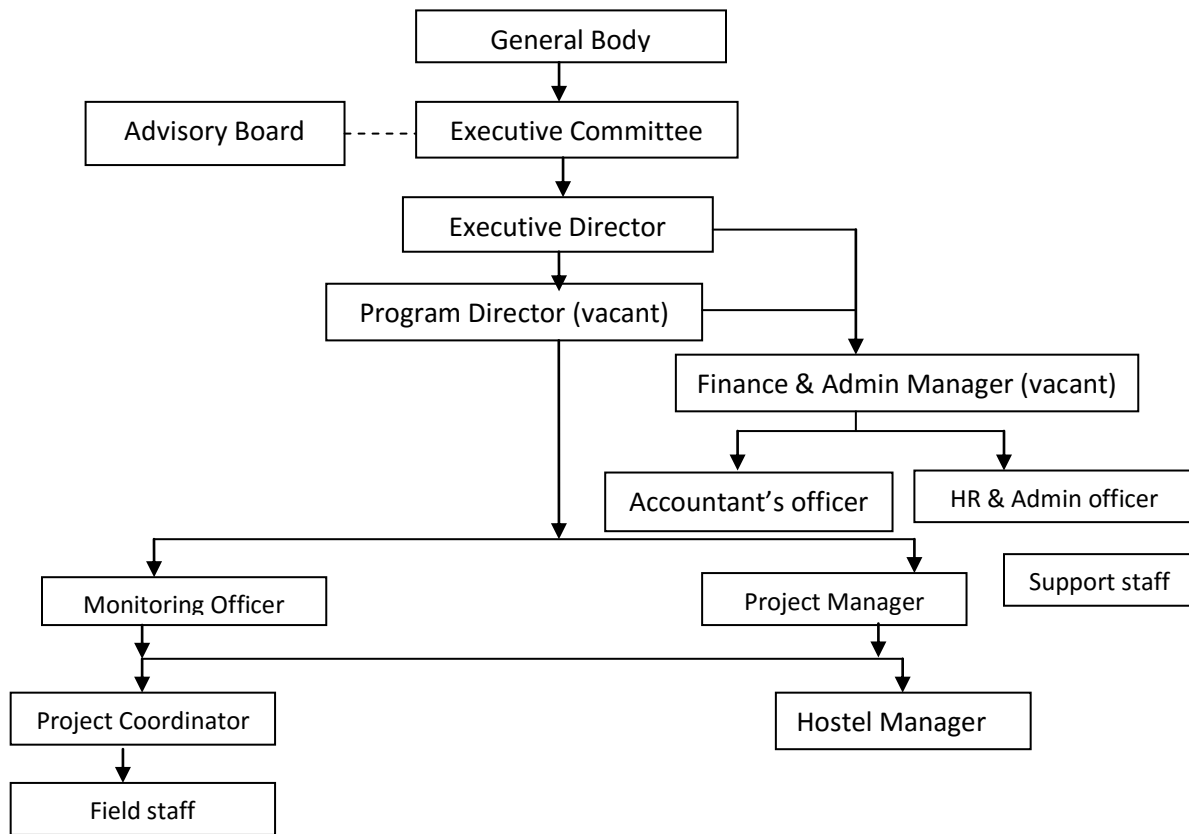 General Body
Advisory Board
Executive Committee
Executive Director
Program Director (vacant)
Finance & Admin Manager (vacant)
Accountant’s officer
HR & Admin officer
Monitoring Officer
Project Manager
Support staff
Project Coordinator
Hostel Manager
Field staff